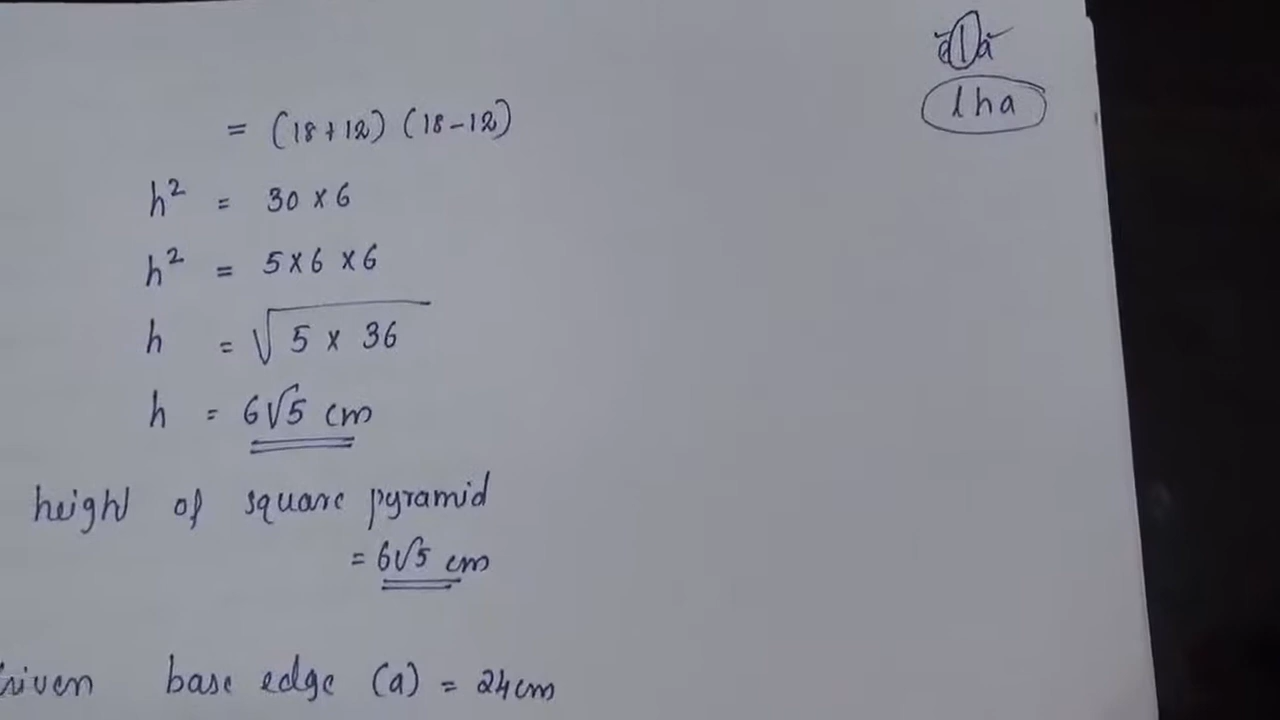 l h a
= (18+12) (18-12)
h² = 30 × 6
h² = 5×6 ×6
h = √5 × 36
h = 6√5 cm
height of square pyramid
= 6√5 cm
base edge (a) = 24cm